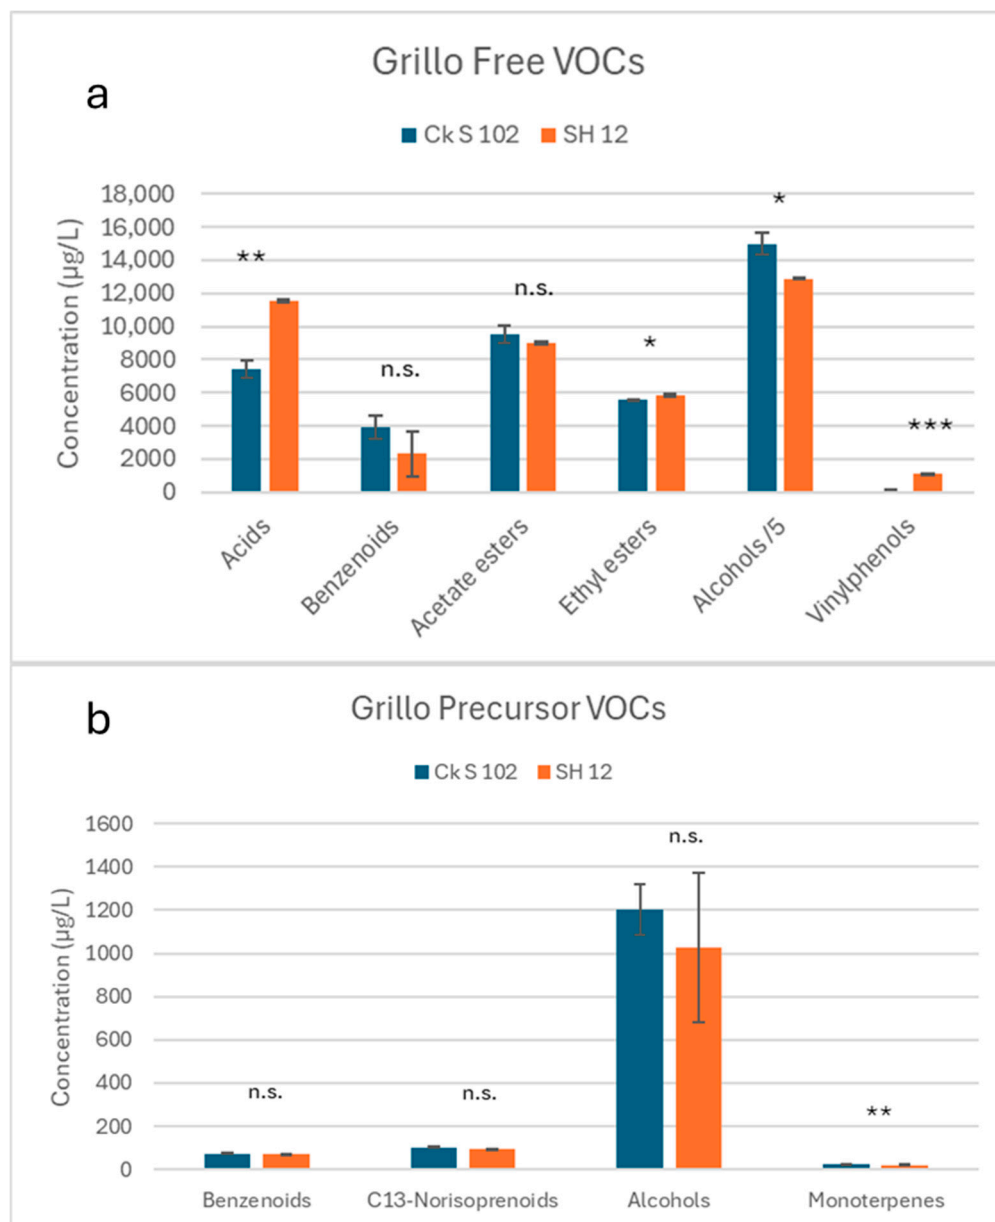 Grillo Free VOCs
a
Ck S 102 SH 12
Concentration (µg/L)
18,000
16,000
14,000
12,000
10,000
8000
6000
4000
2000
0
** n.s. n.s. * * ***
Acids Benzenoids Acetate esters Ethyl esters Alcohols /5 Vinylphenols
b
Grillo Precursor VOCs
Ck S 102 SH 12
Concentration (µg/L)
1600
1400
1200
1000
800
600
400
200
0
n.s. n.s. n.s. **
Benzenoids C13-Norisoprenoids Alcohols Monoterpenes